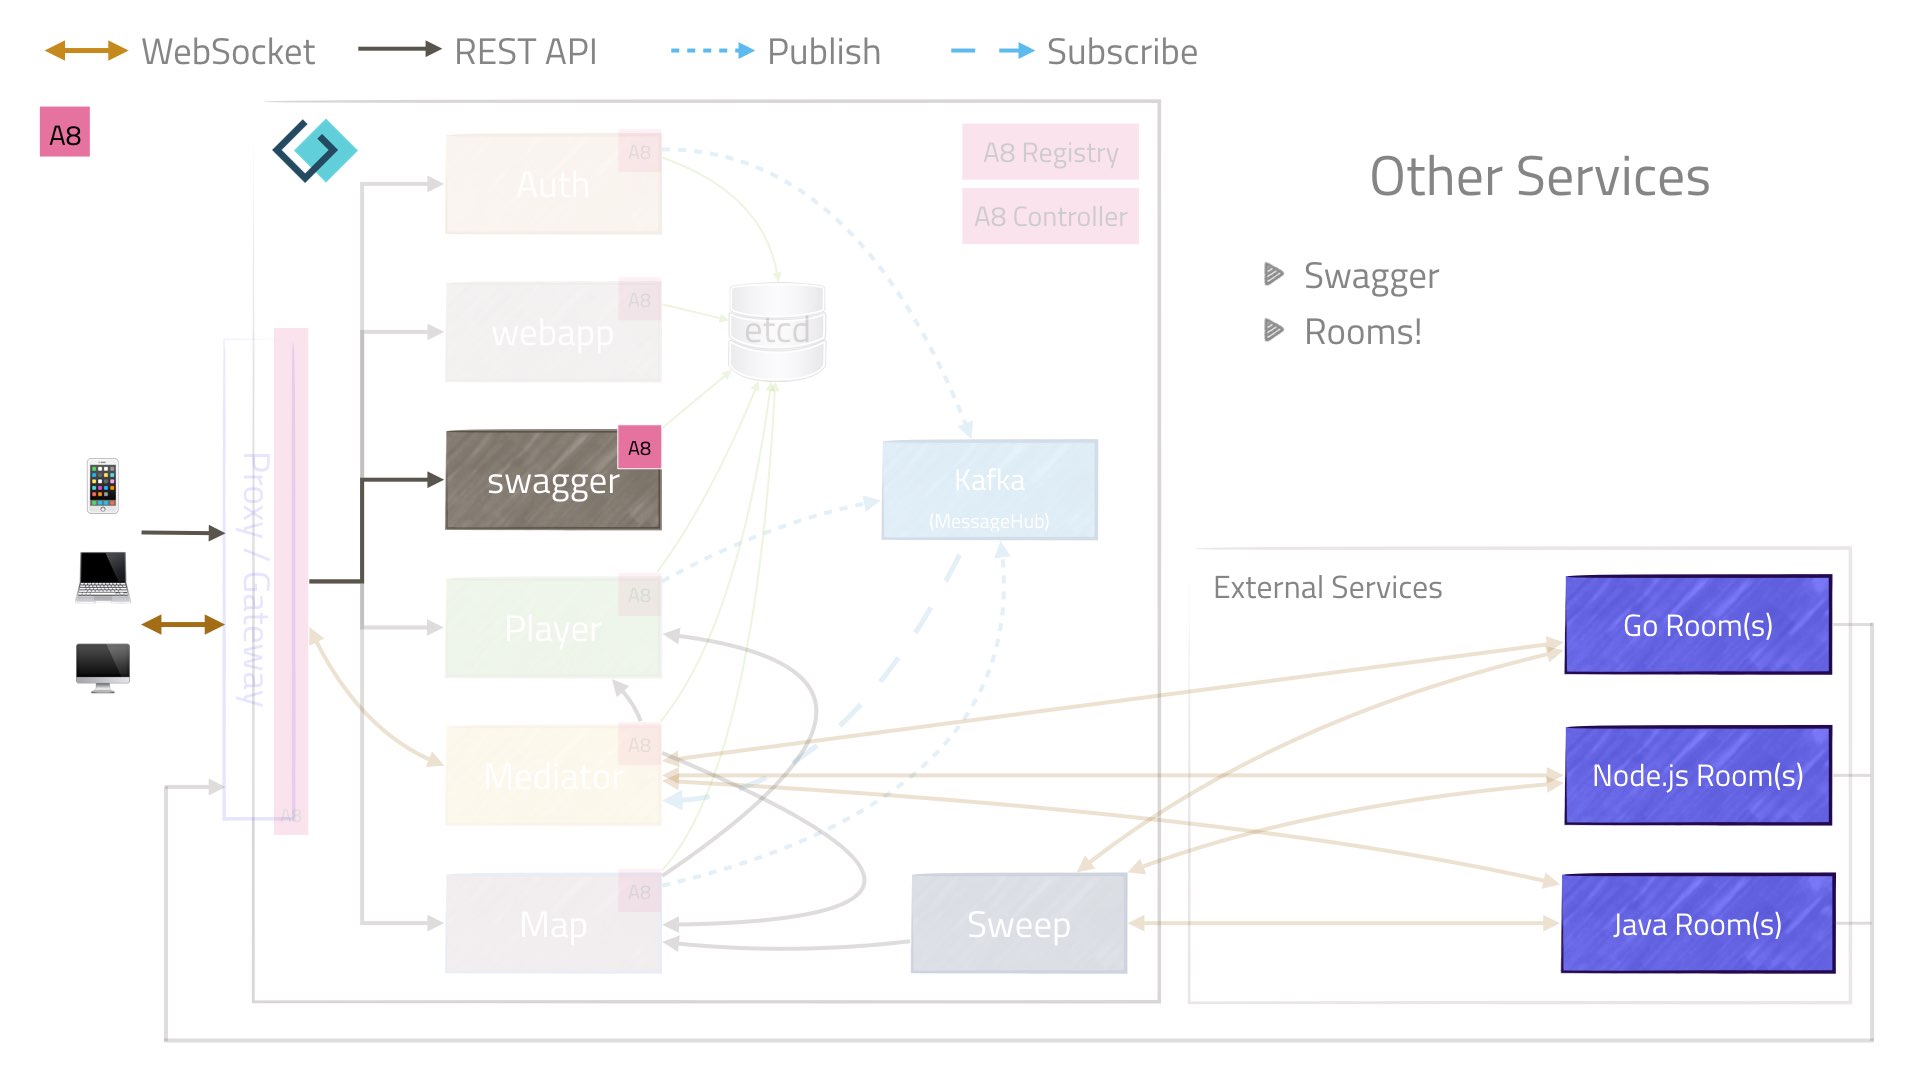 WebSocket
REST API
Publish
Subscribe
A8
Other Services
Swagger
Rooms!
A8 Registry
A8 Controller
Auth
A8
webapp
A8
etcd
swagger
A8
Kafka
(MessageHub)
Proxy / Gateway
A8
Player
A8
Mediator
A8
Map
A8
Sweep
External Services
Go Room(s)
Node.js Room(s)
Java Room(s)